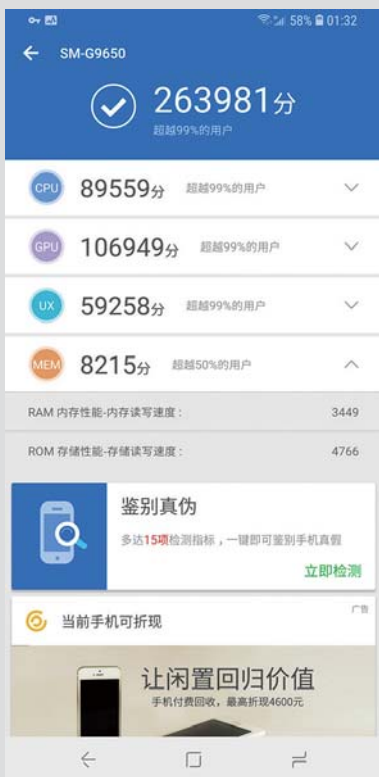 58% 01:32
SM-G9650
263981分
超越99%的用户
CPU 89559分 超越99%的用户
GPU 106949分 超越99%的用户
UX 59258分 超越99%的用户
MEM 8215分 超越50%的用户
RAM 内存性能-内存读写速度: 3449
ROM 存储性能-存储读写速度: 4766
鉴别真伪
多达15项检测指标，一键即可鉴别手机真假
立即检测
当前手机可折现 广告
让闲置回归价值
手机付费回收，最高折现4600元